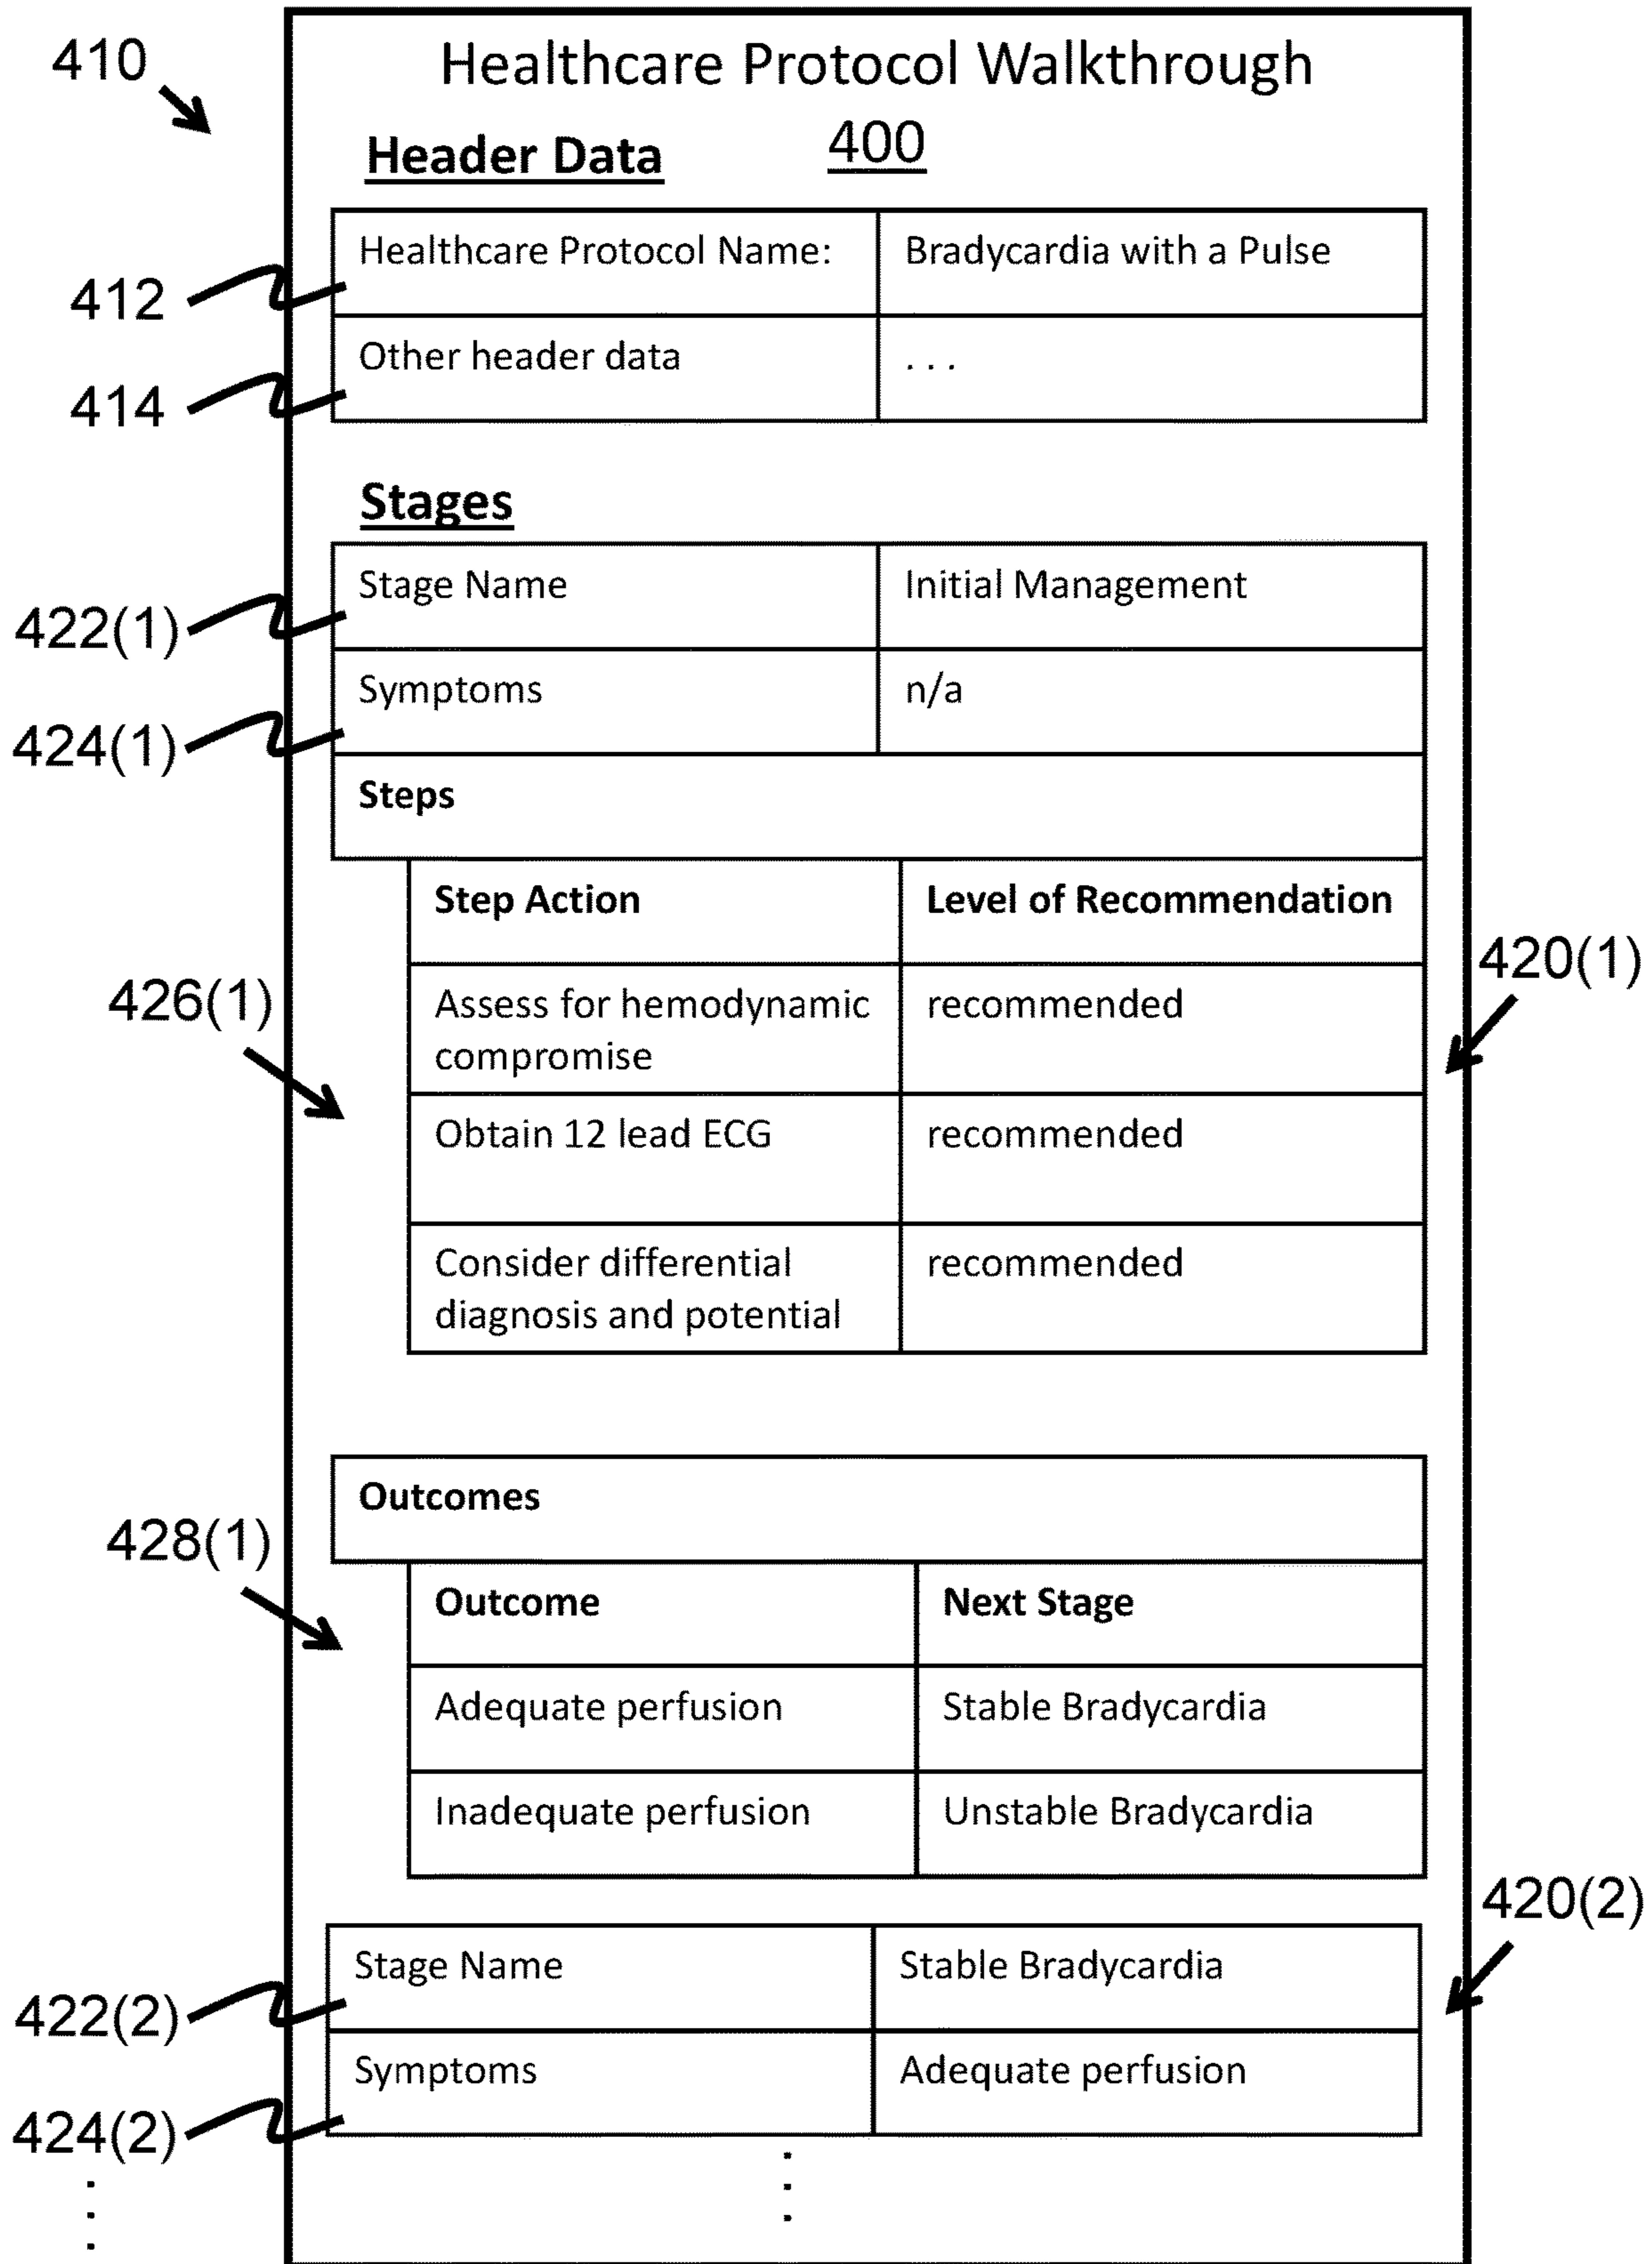 Healthcare Protocol Walkthrough
400
410
Header Data
Healthcare Protocol Name: Bradycardia with a Pulse
412
Other header data . . .
414
Stages
Stage Name Initial Management
422(1)
Symptoms n/a
424(1)
Steps
Step Action Level of Recommendation
420(1)
426(1)
Assess for hemodynamic recommended
compromise
Obtain 12 lead ECG recommended
Consider differential recommended
diagnosis and potential
Outcomes
428(1)
Outcome Next Stage
Adequate perfusion Stable Bradycardia
Inadequate perfusion Unstable Bradycardia
420(2)
Stage Name Stable Bradycardia
422(2)
Symptoms Adequate perfusion
424(2)